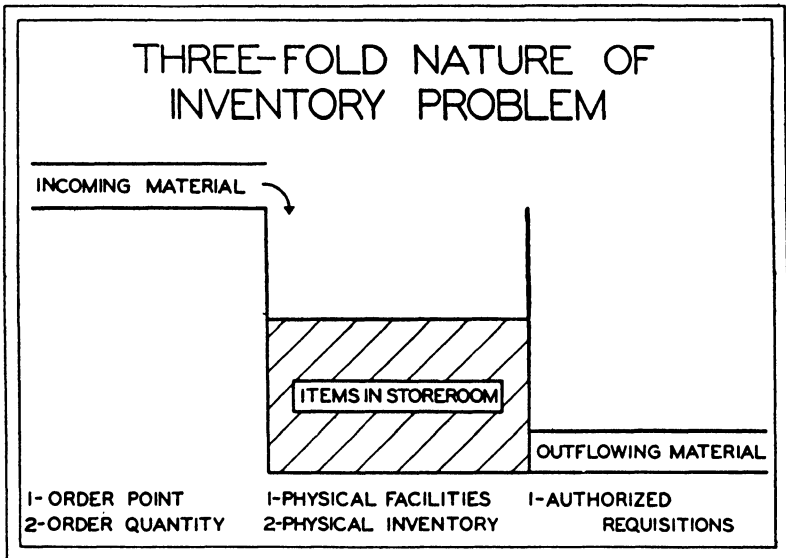 THREE-FOLD NATURE OF
INVENTORY PROBLEM
INCOMING MATERIAL
ITEMS IN STOREROOM
OUTFLOWING MATERIAL
1-ORDER POINT
2-ORDER QUANTITY
1-PHYSICAL FACILITIES
2-PHYSICAL INVENTORY
1-AUTHORIZED
REQUISITIONS